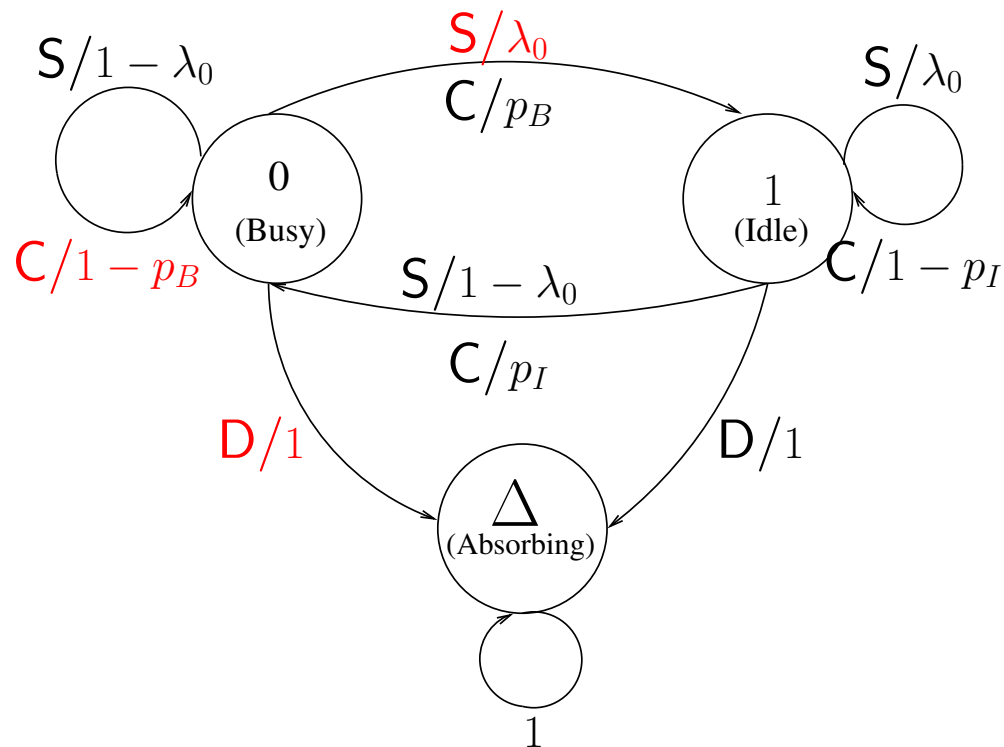 S/λ₀
S/1 − λ₀
S/λ₀
C/p_B
0
(Busy)
1
(Idle)
C/1 − p_B
S/1 − λ₀
C/1 − p_I
C/p_I
D/1
D/1
Δ
(Absorbing)
1